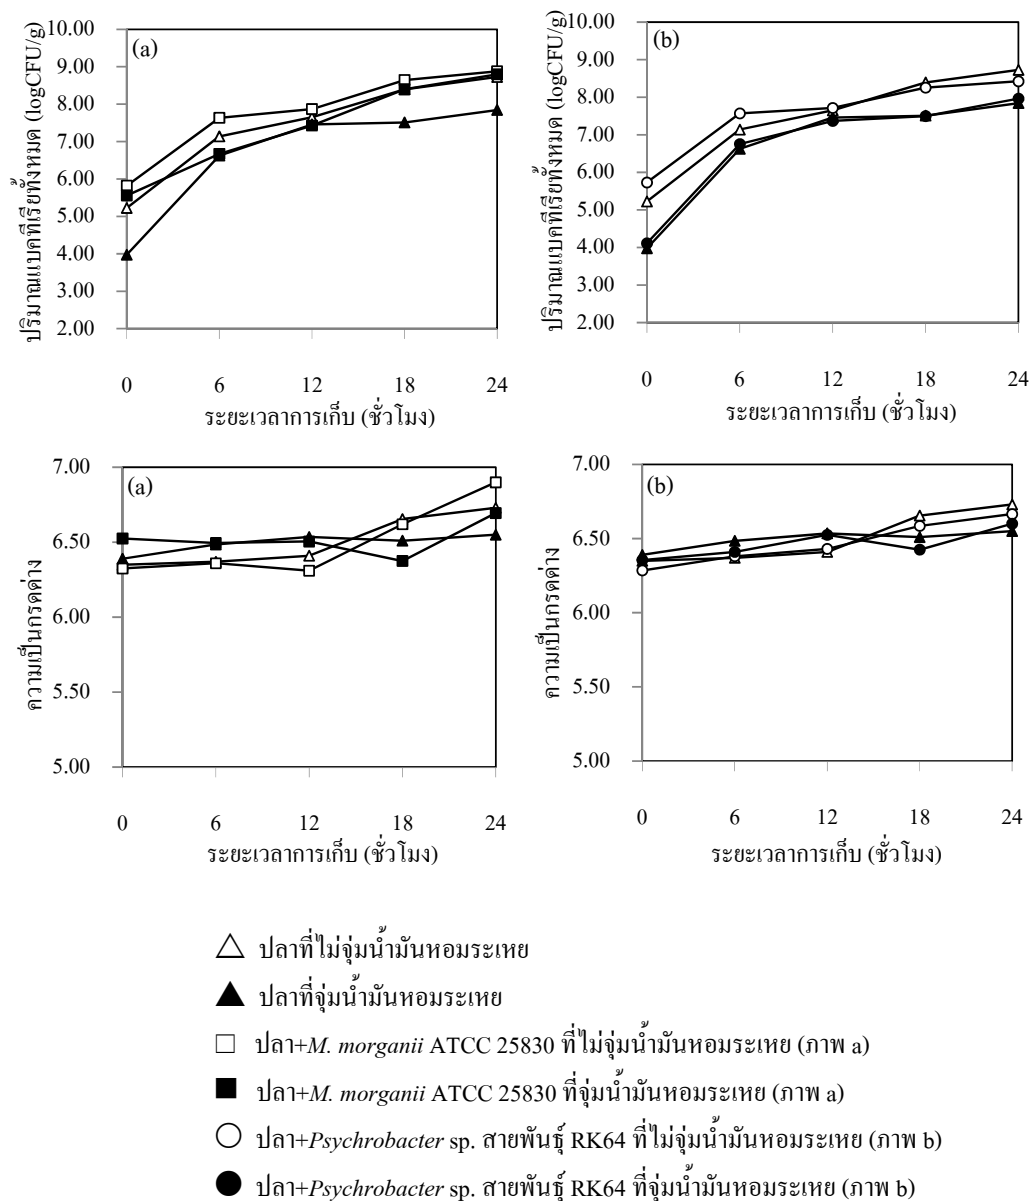 ปริมาณแบคทีเรียทั้งหมด (logCFU/g)
10.00
9.00
8.00
7.00
6.00
5.00
4.00
3.00
2.00
(a)
0 6 12 18 24
ระยะเวลาการเก็บ (ชั่วโมง)
ปริมาณแบคทีเรียทั้งหมด (logCFU/g)
10.00
9.00
8.00
7.00
6.00
5.00
4.00
3.00
2.00
(b)
0 6 12 18 24
ระยะเวลาการเก็บ (ชั่วโมง)
ความเป็นกรดด่าง
7.00
6.50
6.00
5.50
5.00
(a)
0 6 12 18 24
ระยะเวลาการเก็บ (ชั่วโมง)
ความเป็นกรดด่าง
7.00
6.50
6.00
5.50
5.00
(b)
0 6 12 18 24
ระยะเวลาการเก็บ (ชั่วโมง)
ปลาที่ไม่จุ่มน้ำมันหอมระเหย
ปลาที่จุ่มน้ำมันหอมระเหย
ปลา+M. morganii ATCC 25830 ที่ไม่จุ่มน้ำมันหอมระเหย (ภาพ a)
ปลา+M. morganii ATCC 25830 ที่จุ่มน้ำมันหอมระเหย (ภาพ a)
ปลา+Psychrobacter sp. สายพันธุ์ RK64 ที่ไม่จุ่มน้ำมันหอมระเหย (ภาพ b)
ปลา+Psychrobacter sp. สายพันธุ์ RK64 ที่จุ่มน้ำมันหอมระเหย (ภาพ b)